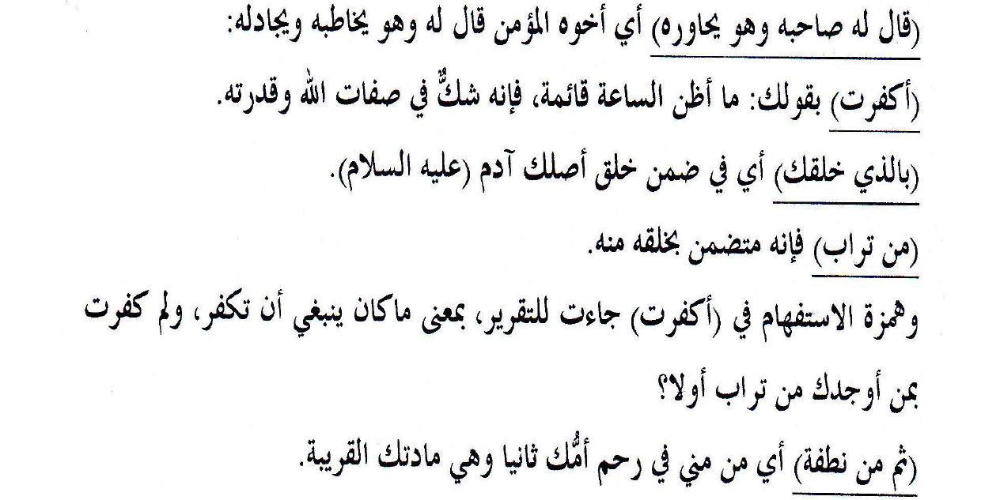 (قال له صاحبه وهو يحاوره) أي أخوه المؤمن قال له وهو يخاطبه ويجادله:
(أكفرت) بقولك: ما أظن الساعة قائمة، فإنه شكٌّ في صفات الله وقدرته.
(بالذي خلقك) أي في ضمن خلق أصلك آدم (عليه السلام).
(من تراب) فإنه متضمن بخلقه منه.
وهمزة الاستفهام في (أكفرت) جاءت للتقرير، بمعنى ماكان ينبغي أن تكفر، ولم كفرت
بمن أوجدك من تراب أولا؟
(ثم من نطفة) أي من مني في رحم أمُّك ثانيا وهي مادتك القريبة.